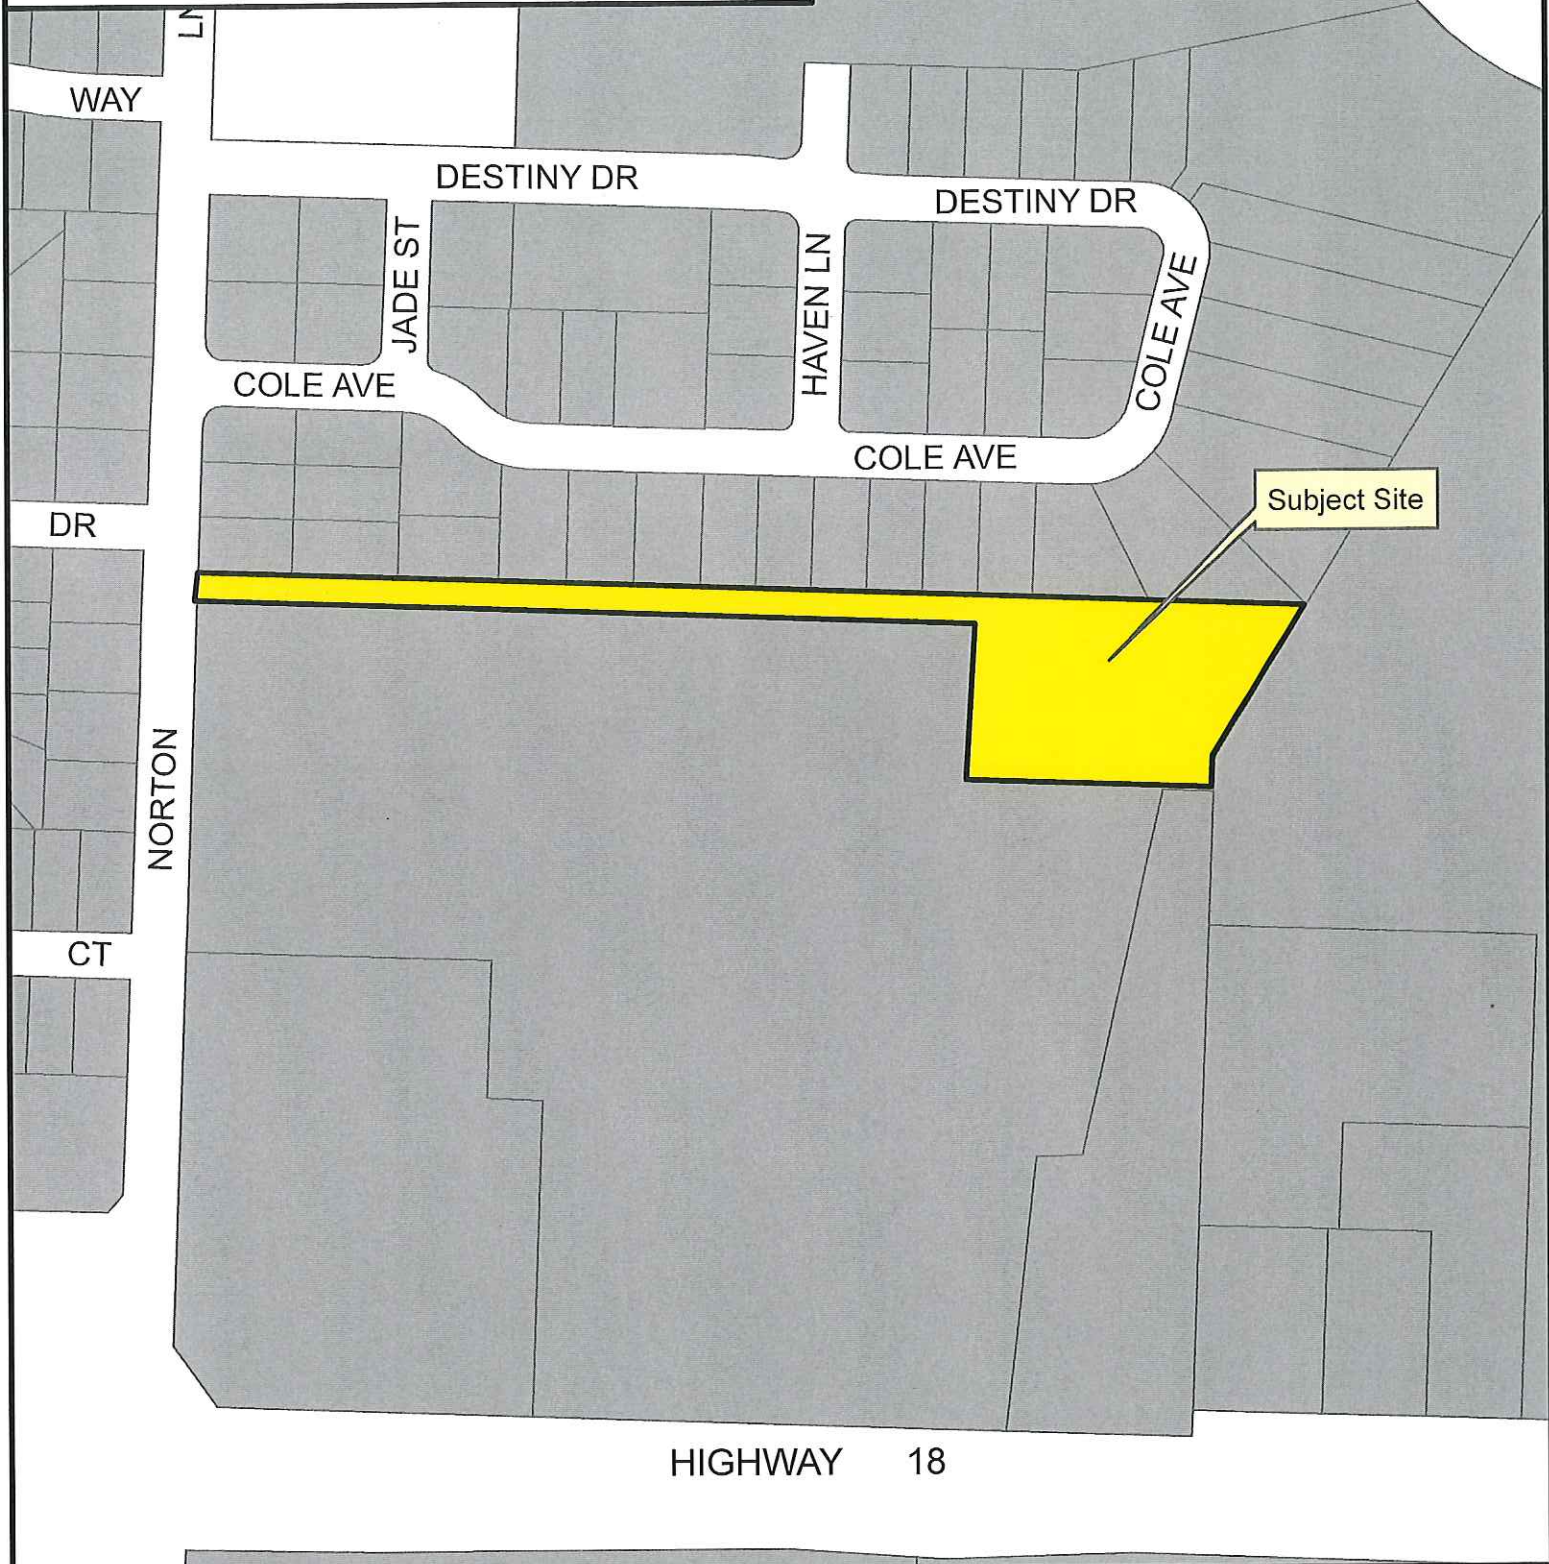 LN
WAY
DESTINY DR
DESTINY DR
JADE ST
HAVEN LN
COLE AVE
COLE AVE
COLE AVE
Subject Site
DR
NORTON
CT
HIGHWAY 18